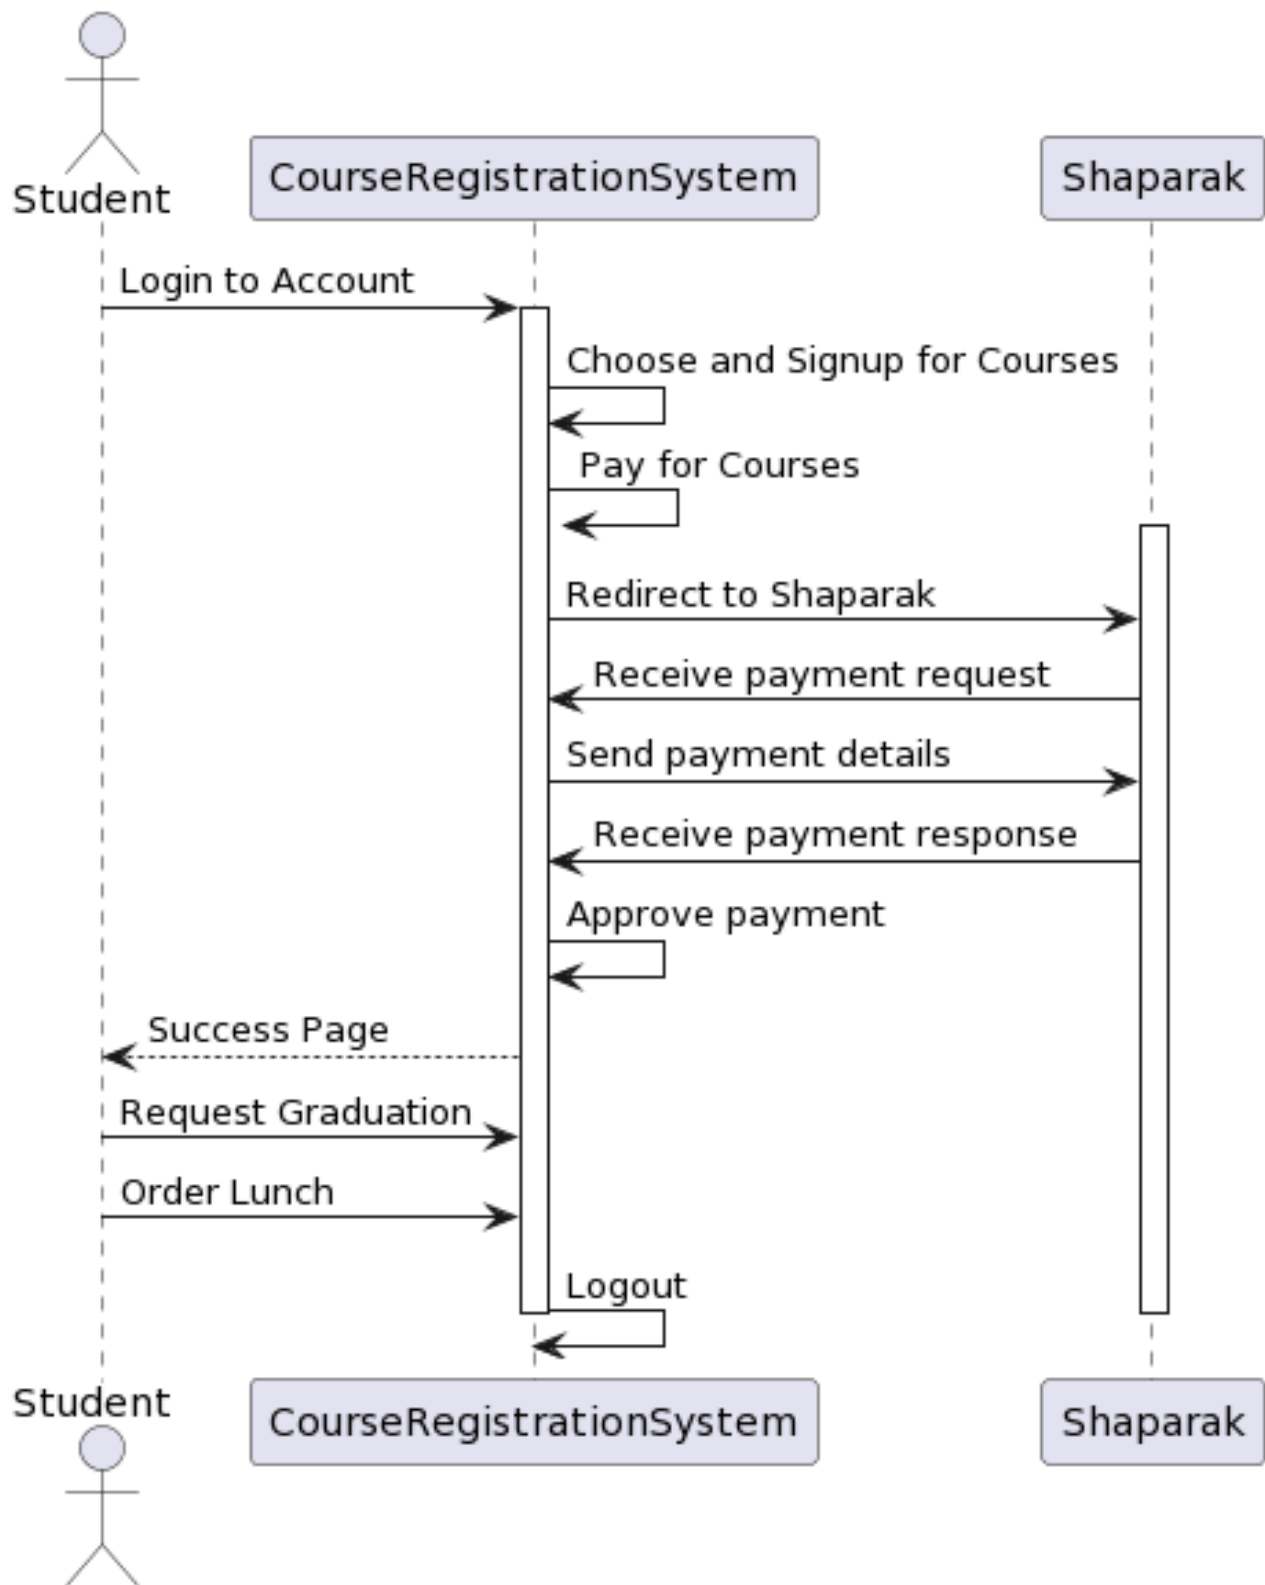 Student
CourseRegistrationSystem
Shaparak
Login to Account
Choose and Signup for Courses
Pay for Courses
Redirect to Shaparak
Receive payment request
Send payment details
Receive payment response
Approve payment
Success Page
Request Graduation
Order Lunch
Logout
Student
CourseRegistrationSystem
Shaparak